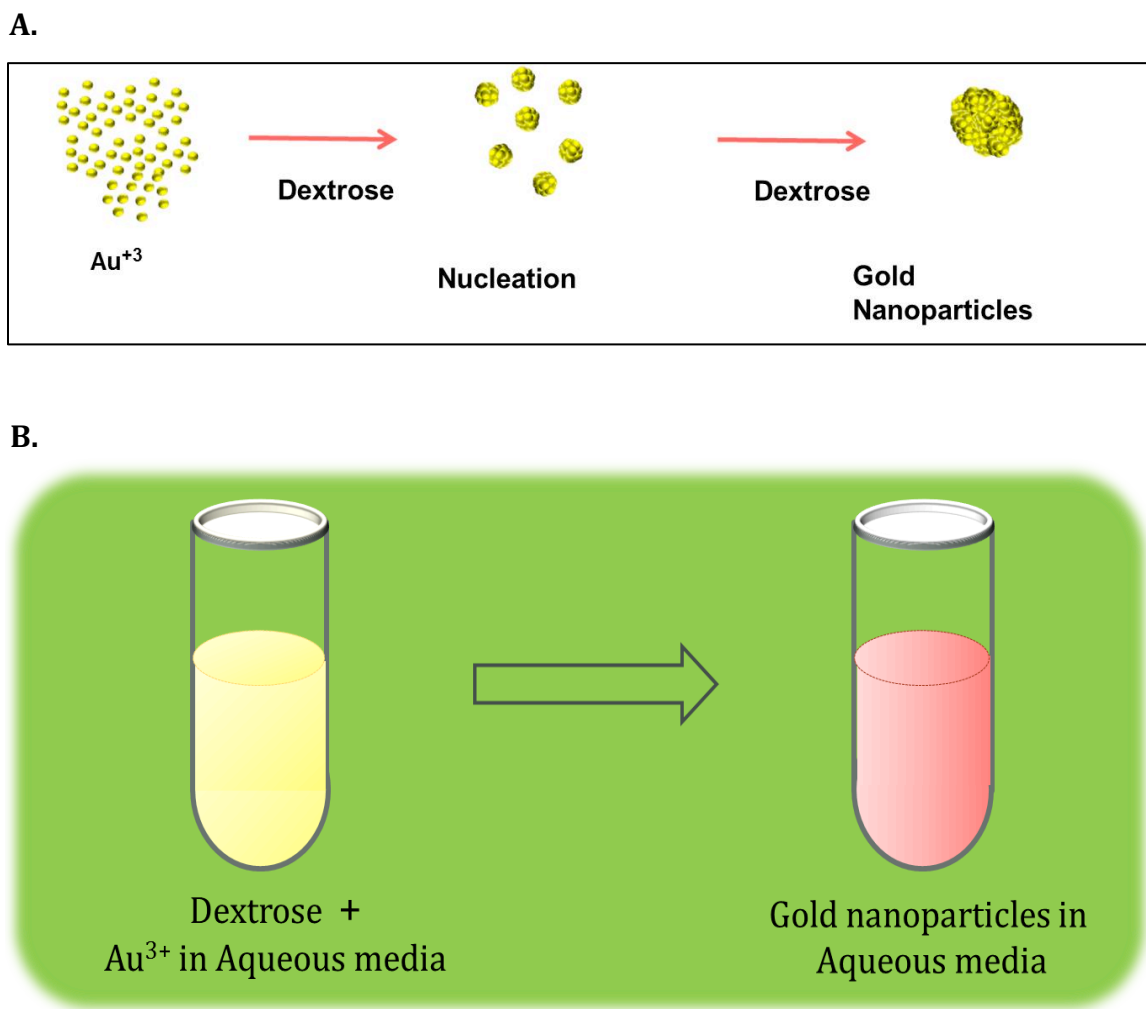 A.
Dextrose
Dextrose
Au⁺³
Nucleation
Gold
Nanoparticles
B.
Dextrose +
Au³⁺ in Aqueous media
Gold nanoparticles in
Aqueous media